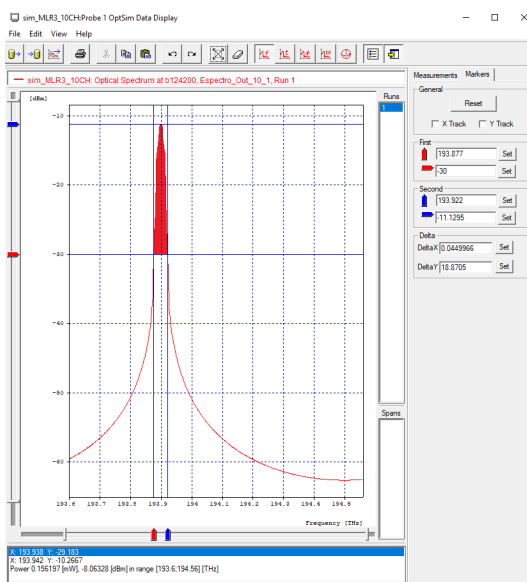 sim_MLR3_10CH:Probe 1 OptSim Data Display
File Edit View Help
sim_MLR3_10CH: Optical Spectrum at b124200, Espectro_Out_10_1, Run 1
[dBm]
-10
-20
-30
-40
-50
-60
193.6 193.7 193.8 193.9 194 194.1 194.2 194.3 194.4 194.5
Frequency [THz]
Runs
1
Spans
Measurements Markers
General
Reset
X Track Y Track
First
193.877 Set
-30 Set
Second
193.922 Set
-11.1295 Set
Delta
DeltaX 0.0449966 Set
DeltaY 18.8705 Set
X: 193.938 Y: -29.183
X: 193.942 Y: -10.2667
Power 0.156197 [mW], -8.06328 [dBm] in range [193.6;194.56] [THz]